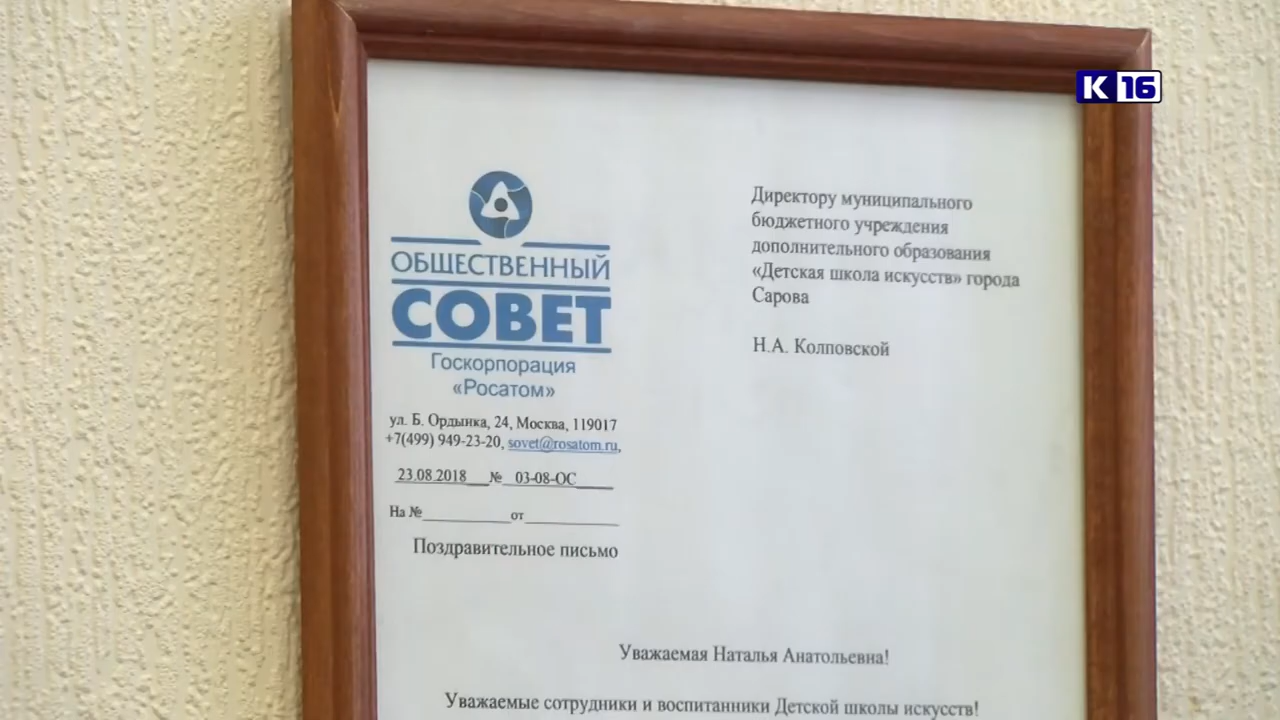 К 16
ОБЩЕСТВЕННЫЙ
СОВЕТ
Госкорпорация
«Росатом»
ул. Б. Ордынка, 24, Москва, 119017
+7(499) 949-23-20, sovet@rosatom.ru,
23.08.2018 № 03-08-ОС
На № от
Поздравительное письмо
Директору муниципального
бюджетного учреждения
дополнительного образования
«Детская школа искусств» города
Сарова
Н.А. Колповской
Уважаемая Наталья Анатольевна!
Уважаемые сотрудники и воспитанники Детской школы искусств!